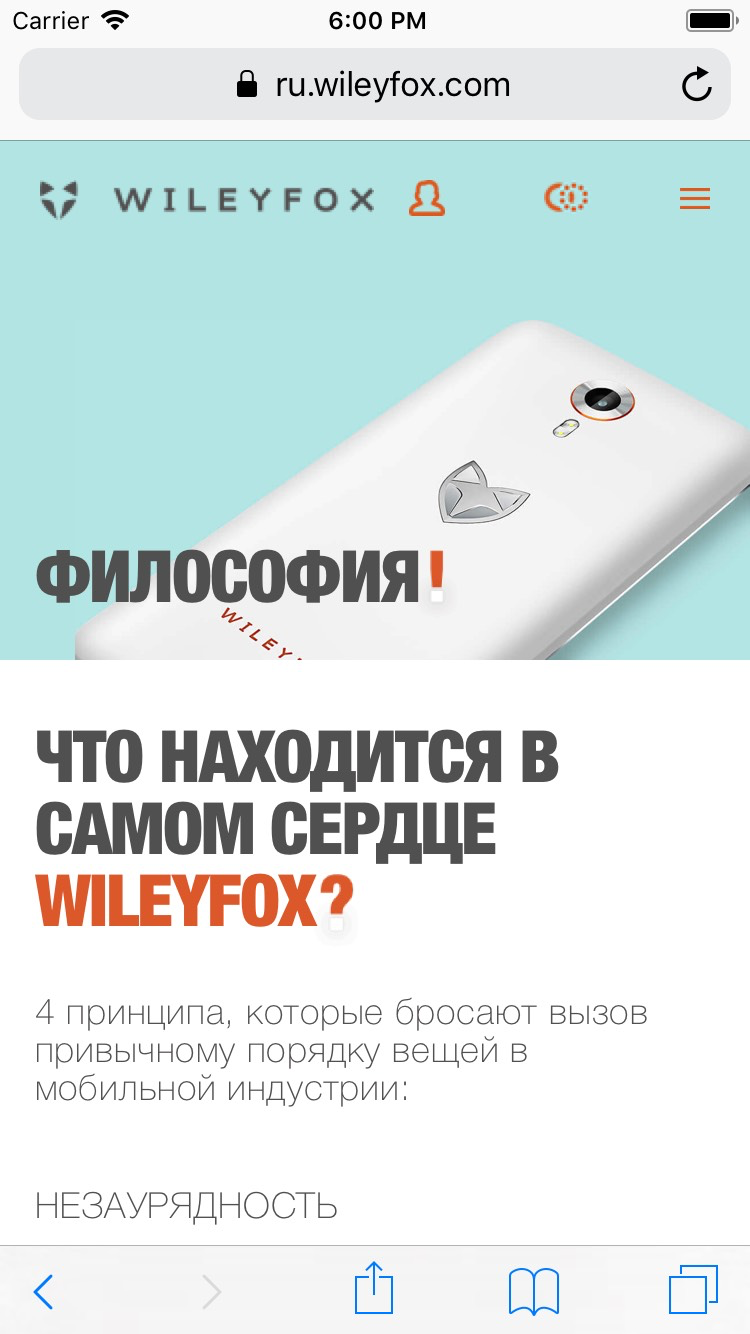 Carrier 6:00 PM
ru.wileyfox.com
WILEYFOX
ФИЛОСОФИЯ!
WILEY
ЧТО НАХОДИТСЯ В
САМОМ СЕРДЦЕ
WILEYFOX?
4 принципа, которые бросают вызов
привычному порядку вещей в
мобильной индустрии:
НЕЗАУРЯДНОСТЬ